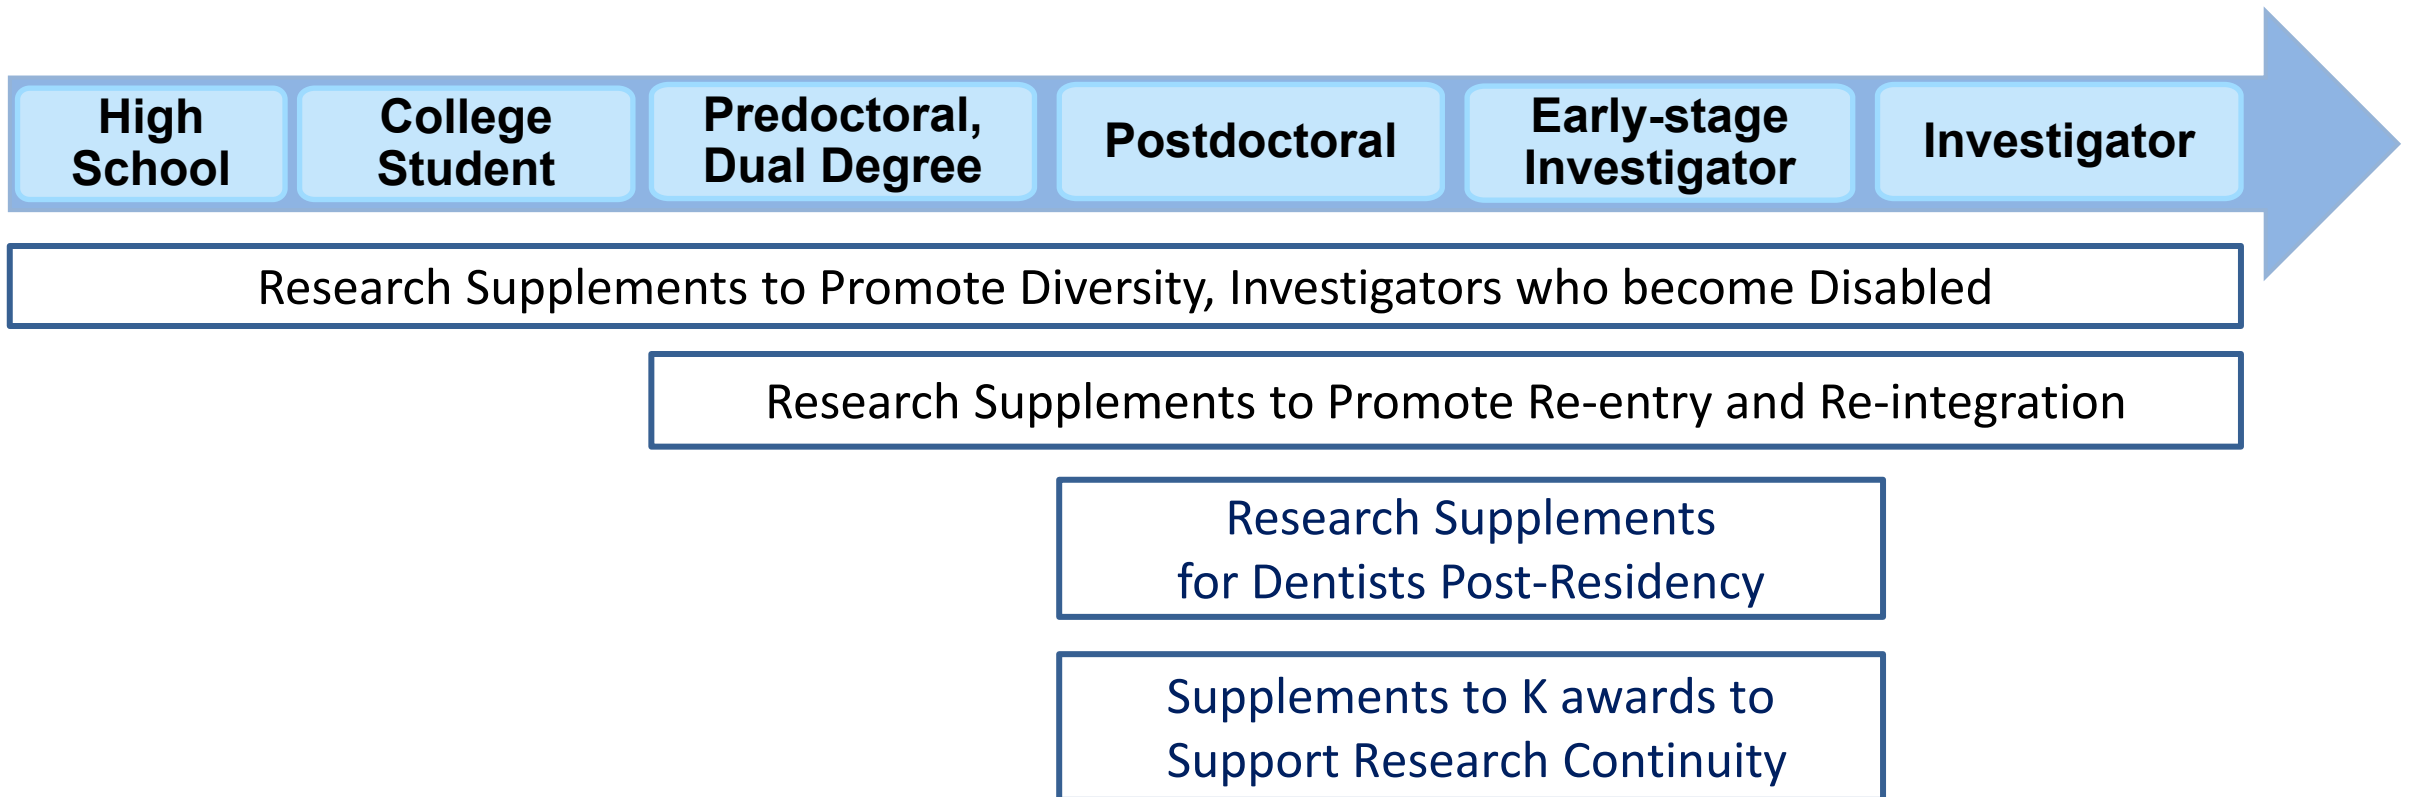 High
School
College
Student
Predoctoral,
Dual Degree
Postdoctoral
Early-stage
Investigator
Investigator
Research Supplements to Promote Diversity, Investigators who become Disabled
Research Supplements to Promote Re-entry and Re-integration
Research Supplements
for Dentists Post-Residency
Supplements to K awards to
Support Research Continuity